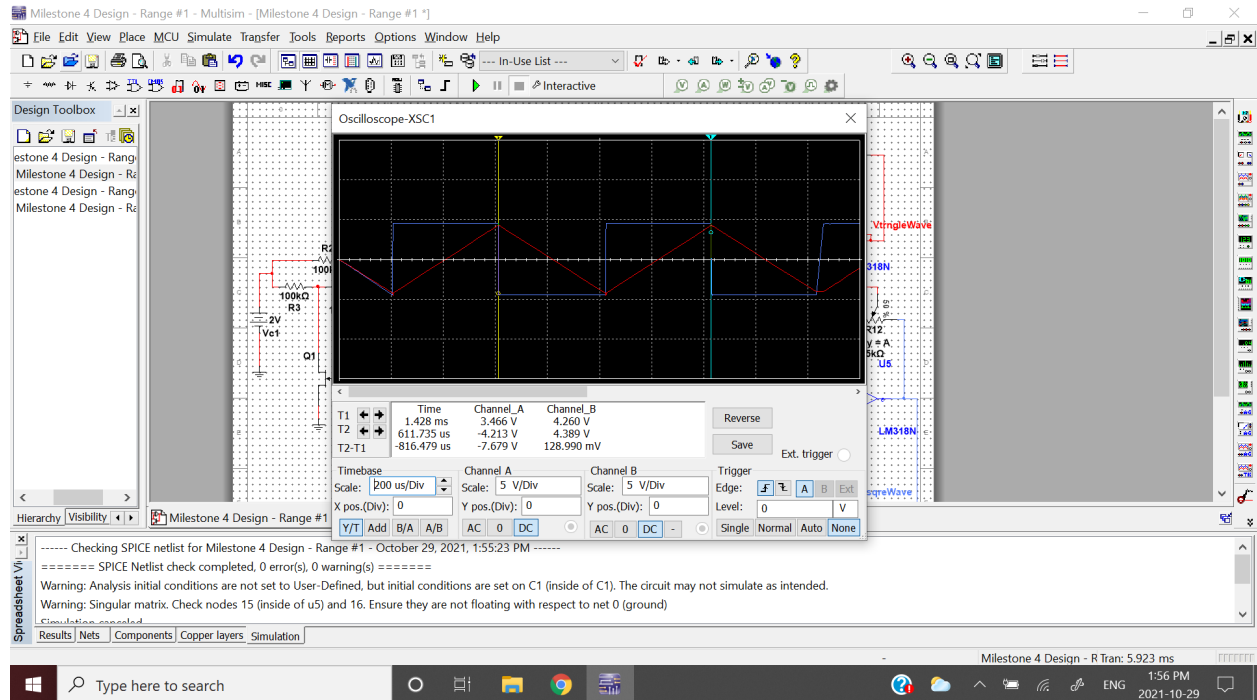 Milestone 4 Design - Range #1 - Multisim - [Milestone 4 Design - Range #1 *]
File Edit View Place MCU Simulate Transfer Tools Reports Options Window Help
--- In-Use List ---
Interactive
Design Toolbox
estone 4 Design - Rang
Milestone 4 Design - Ra
estone 4 Design - Rang
Milestone 4 Design - Ra
Hierarchy Visibility
Milestone 4 Design - Range #1
100kΩ
R3
2V
Vc1
Q1
Oscilloscope-XSC1
T1
T2
T2-T1
Time Channel_A Channel_B
1.428 ms 3.466 V 4.260 V
611.735 us -4.213 V 4.389 V
-816.479 us -7.679 V 128.990 mV
Reverse
Save
Ext. trigger
Timebase
Scale: 200 us/Div
X pos.(Div): 0
Y/T Add B/A A/B
Channel A
Scale: 5 V/Div
Y pos.(Div): 0
AC 0 DC
Channel B
Scale: 5 V/Div
Y pos.(Div): 0
AC 0 DC -
Trigger
Edge: A B Ext
Level: 0 V
Single Normal Auto None
VtrngleWave
318N
50 %
R12
y = A
5kΩ
U5
LM318N
sqreWave
Spreadsheet Vi
------ Checking SPICE netlist for Milestone 4 Design - Range #1 - October 29, 2021, 1:55:23 PM ------
======= SPICE Netlist check completed, 0 error(s), 0 warning(s) =======
Warning: Analysis initial conditions are not set to User-Defined, but initial conditions are set on C1 (inside of C1). The circuit may not simulate as intended.
Warning: Singular matrix. Check nodes 15 (inside of u5) and 16. Ensure they are not floating with respect to net 0 (ground)
Simulation canceled
Results Nets Components Copper layers Simulation
- Milestone 4 Design - R Tran: 5.923 ms
Type here to search
ENG
1:56 PM
2021-10-29